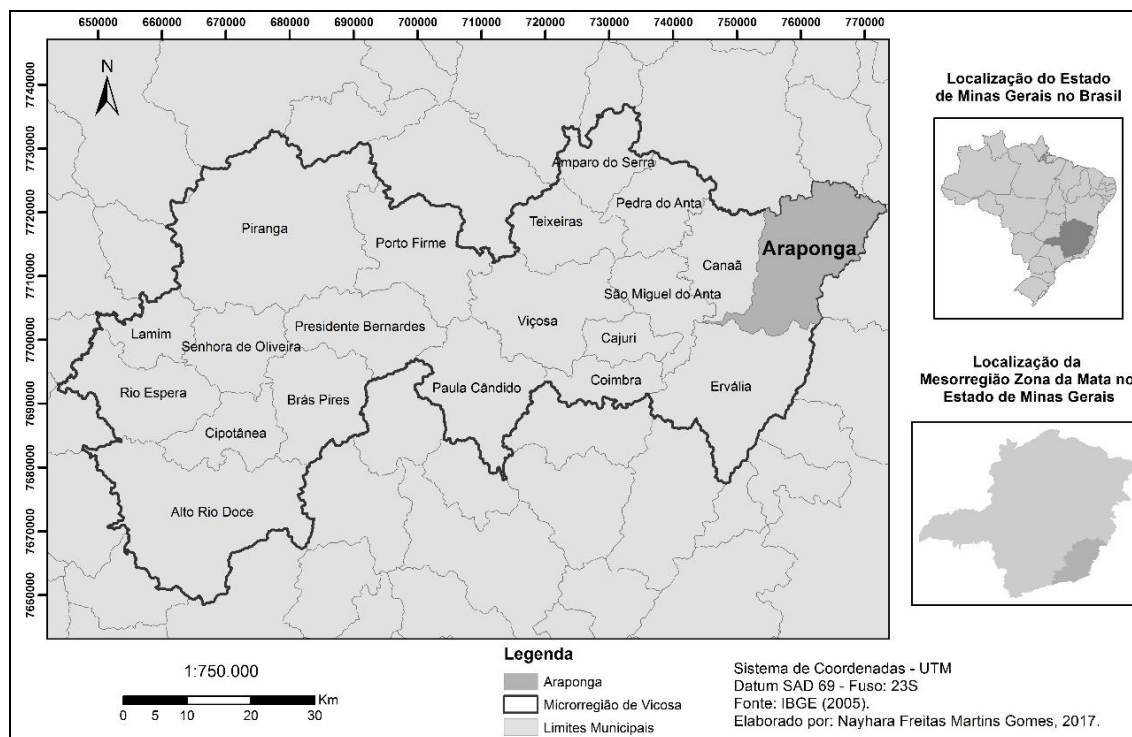 650000 660000 670000 680000 690000 700000 710000 720000 730000 740000 750000 760000 770000
N
7740000
7730000
7720000
7710000
7700000
7690000
7680000
7670000
7660000
Amparo do Serra
Pedra do Anta
Teixeiras
Piranga
Porto Firme
Araponga
Canaã
São Miguel do Anta
Viçosa
Presidente Bernardes
Lamim
Senhora de Oliveira
Cajuri
Coimbra
Ervália
Paula Cândido
Rio Espera
Brás Pires
Cipotânea
Alto Rio Doce
Localização do Estado
de Minas Gerais no Brasil
Localização da
Mesorregião Zona da Mata no
Estado de Minas Gerais
1:750.000
Km
0 5 10 20 30
Legenda
Araponga
Microrregião de Vicosa
Limites Municipais
Sistema de Coordenadas - UTM
Datum SAD 69 - Fuso: 23S
Fonte: IBGE (2005).
Elaborado por: Nayhara Freitas Martins Gomes, 2017.